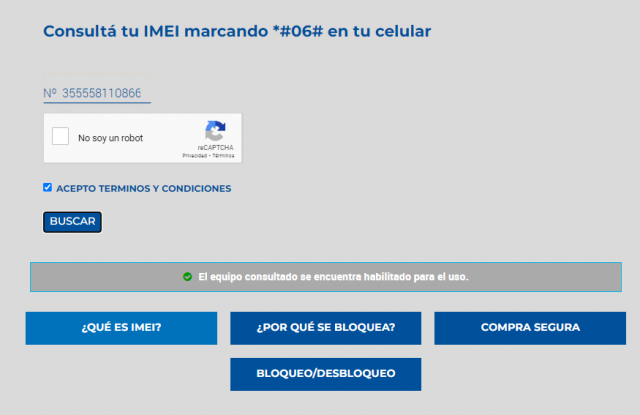 Consultá tu IMEI marcando *#06# en tu celular
Nº 355558110866
No soy un robot
reCAPTCHA
Privacidad - Términos
ACEPTO TERMINOS Y CONDICIONES
BUSCAR
El equipo consultado se encuentra habilitado para el uso.
¿QUÉ ES IMEI?
¿POR QUÉ SE BLOQUEA?
COMPRA SEGURA
BLOQUEO/DESBLOQUEO